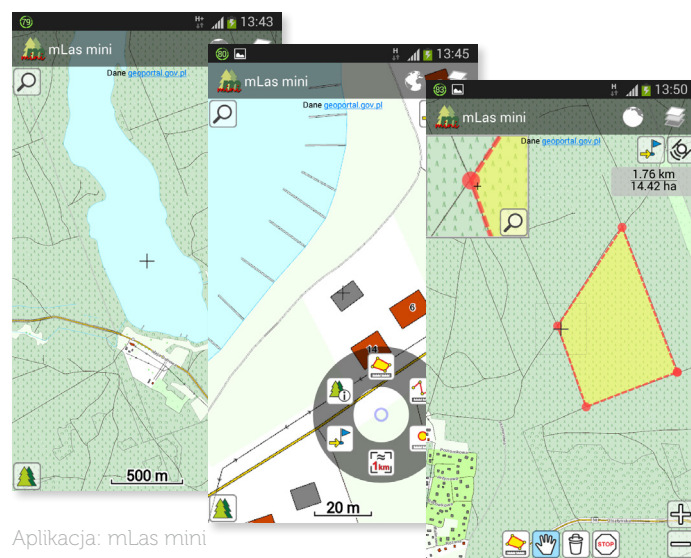 79
H+
13:43
mLas mini
Dane geoportal.gov.pl
500 m
80
H
13:45
mLas mini
Dane geoportal.gov.pl
6
14
1km
20 m
83
H
13:50
mLas mini
Dane geoportal.gov.pl
1.76 km
14.42 ha
STOP
Aplikacja: mLas mini